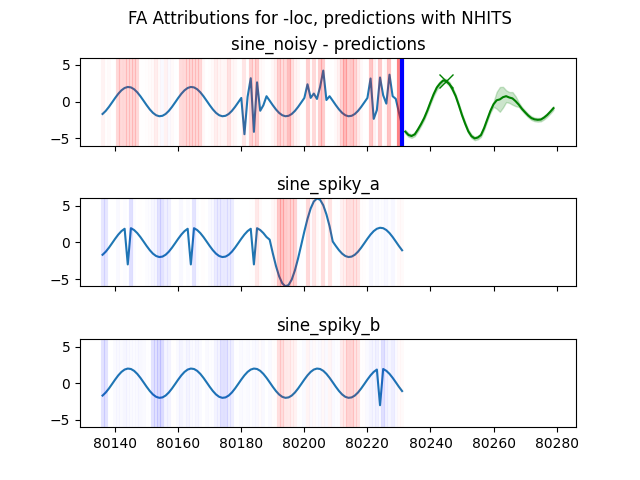 FA Attributions for -loc, predictions with NHITS
sine_noisy - predictions
5
0
−5
sine_spiky_a
5
0
−5
sine_spiky_b
5
0
−5
80140 80160 80180 80200 80220 80240 80260 80280